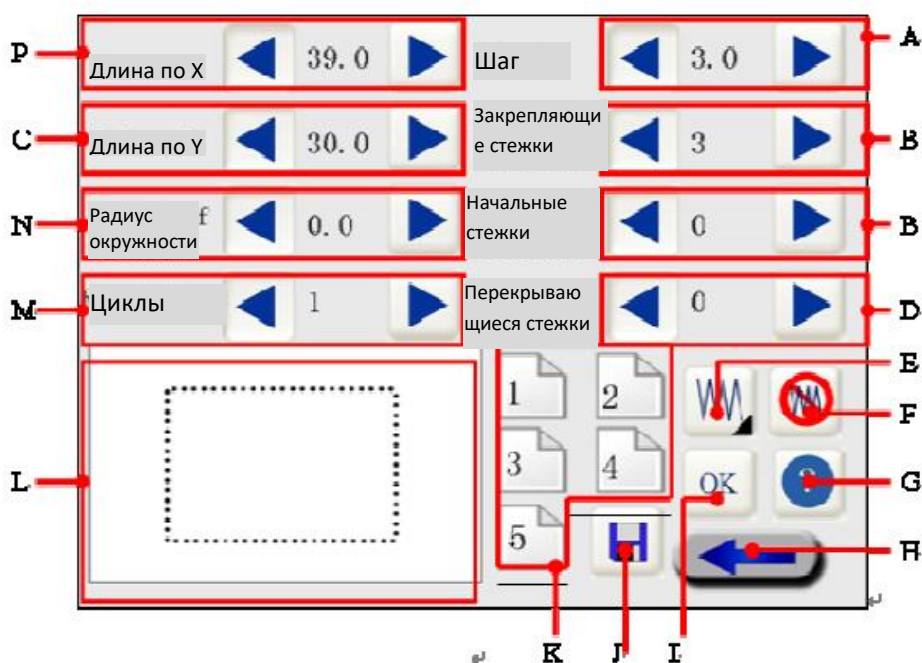 P Длина по X 39.0 Шаг 3.0 A
C Длина по Y 30.0 Закрепляющи
е стежки 3 B
N Радиус
окружности f 0.0 Начальные
стежки 0 B
M Циклы 1 Перекрываю
щиеся стежки 0 D
1 2 E
F
3 4 OK ? G
L
5 H
K J I